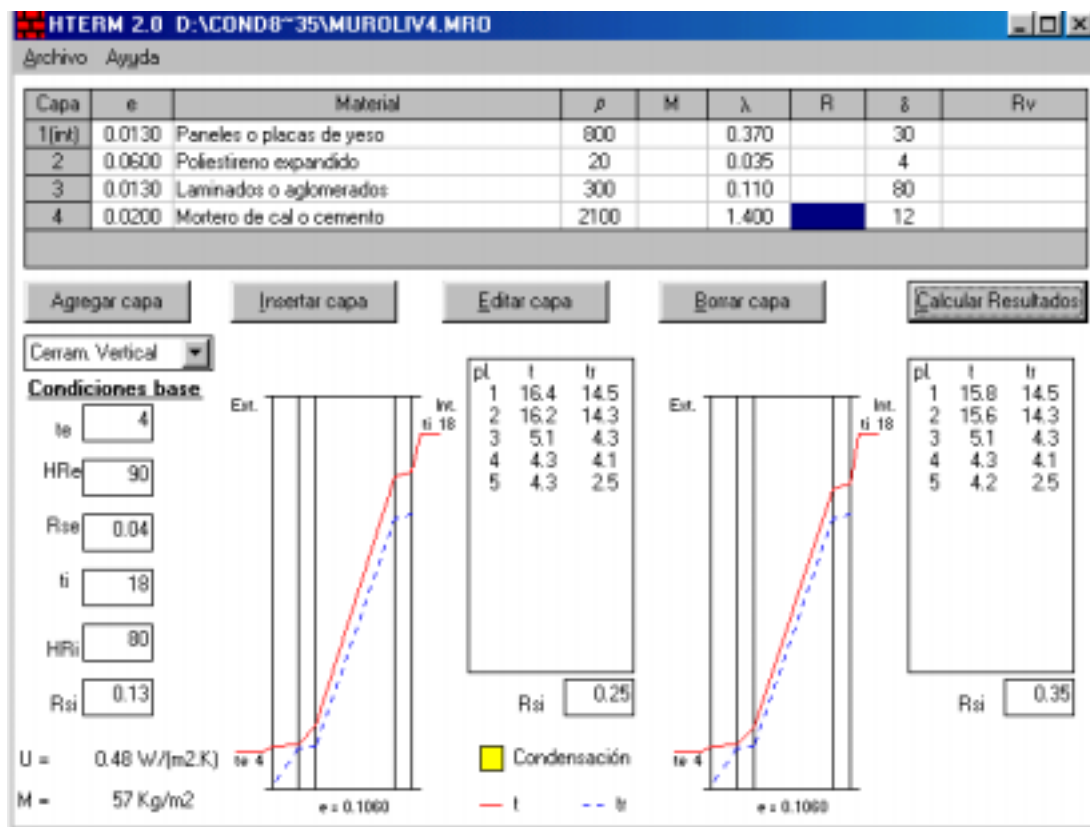 HTERM 2.0 D:\COND8~35\MUROLIV4.MRO
Archivo Ayyda
Capa e Material ρ M λ R δ Rv
1(int) 0.0130 Paneles o placas de yeso 800 0.370 30
2 0.0600 Poliestireno expandido 20 0.035 4
3 0.0130 Laminados o aglomerados 300 0.110 80
4 0.0200 Mortero de cal o cemento 2100 1.400 12
Agregar capa Insertar capa Editar capa Borrar capa Calcular Resultados
Cerram. Vertical
Condiciones base
te 4
HRe 90
Rse 0.04
ti 18
HRi 80
Rsi 0.13
U = 0.48 W/(m2.K)
M = 57 Kg/m2
Ext. Int.
ti 18
te 4
e = 0.1060
pl. t tr
1 16.4 14.5
2 16.2 14.3
3 5.1 4.3
4 4.3 4.1
5 4.3 2.5
Rsi 0.25
Condensación
t tr
Ext. Int.
ti 18
te 4
e = 0.1060
pl. t tr
1 15.8 14.5
2 15.6 14.3
3 5.1 4.3
4 4.3 4.1
5 4.2 2.5
Rsi 0.35